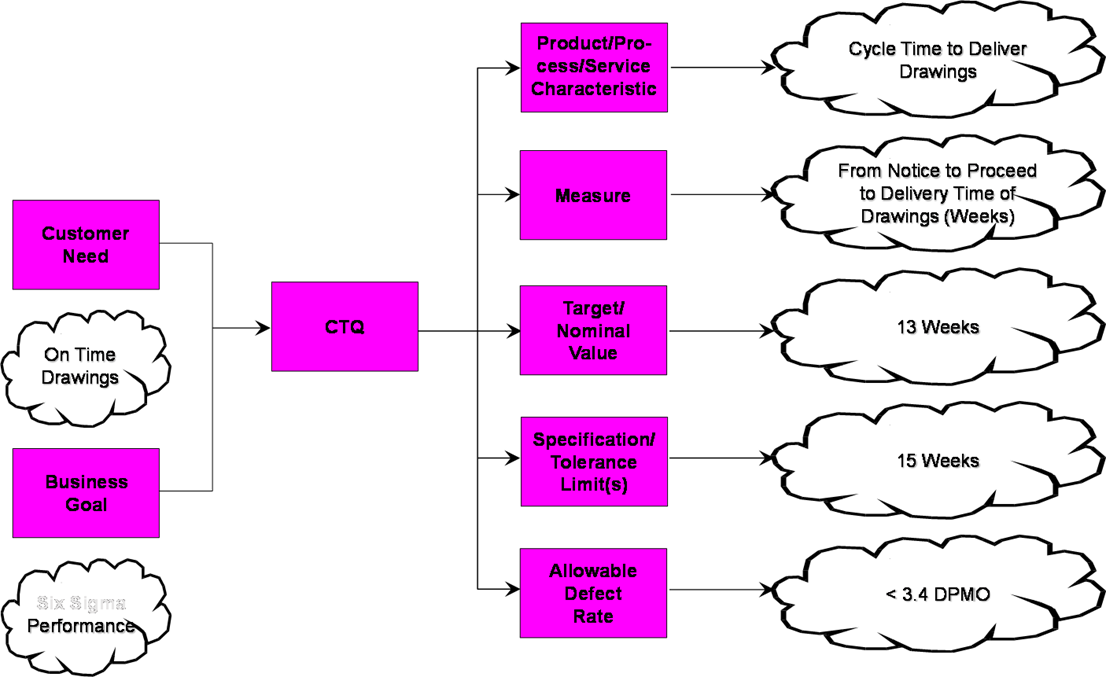 Product/Pro-
cess/Service
Characteristic
Cycle Time to Deliver
Drawings
Measure
From Notice to Proceed
to Delivery Time of
Drawings (Weeks)
Customer
Need
On Time
Drawings
CTQ
Target/
Nominal
Value
13 Weeks
Business
Goal
Six Sigma
Performance
Specification/
Tolerance
Limit(s)
15 Weeks
Allowable
Defect
Rate
< 3.4 DPMO